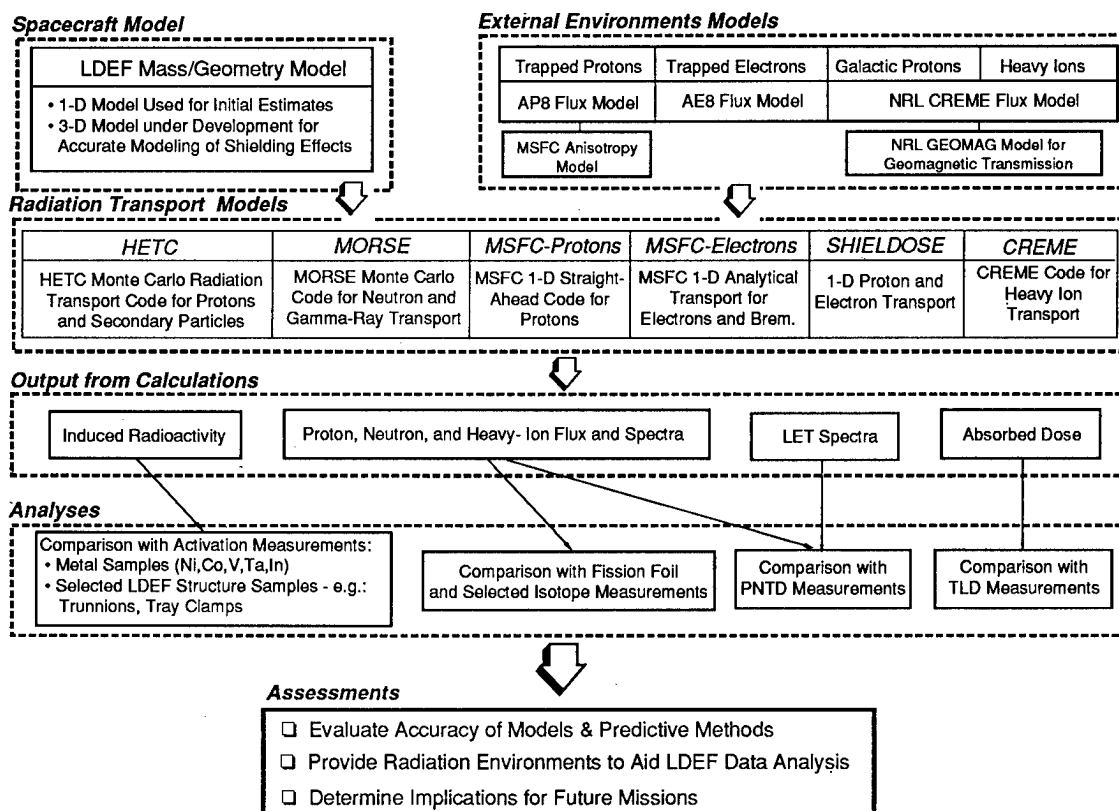 Spacecraft Model
LDEF Mass/Geometry Model
• 1-D Model Used for Initial Estimates
• 3-D Model under Development for
Accurate Modeling of Shielding Effects
External Environments Models
Trapped Protons
Trapped Electrons
Galactic Protons
Heavy Ions
AP8 Flux Model
AE8 Flux Model
NRL CREME Flux Model
MSFC Anisotropy
Model
NRL GEOMAG Model for
Geomagnetic Transmission
Radiation Transport Models
HETC
HETC Monte Carlo Radiation
Transport Code for Protons
and Secondary Particles
MORSE
MORSE Monte Carlo
Code for Neutron and
Gamma-Ray Transport
MSFC-Protons
MSFC 1-D Straight-
Ahead Code for
Protons
MSFC-Electrons
MSFC 1-D Analytical
Transport for
Electrons and Brem.
SHIELDOSE
1-D Proton and
Electron Transport
CREME
CREME Code for
Heavy Ion
Transport
Output from Calculations
Induced Radioactivity
Proton, Neutron, and Heavy- Ion Flux and Spectra
LET Spectra
Absorbed Dose
Analyses
Comparison with Activation Measurements:
• Metal Samples (Ni,Co,V,Ta,In)
• Selected LDEF Structure Samples - e.g.:
Trunnions, Tray Clamps
Comparison with Fission Foil
and Selected Isotope Measurements
Comparison with
PNTD Measurements
Comparison with
TLD Measurements
Assessments
❑ Evaluate Accuracy of Models & Predictive Methods
❑ Provide Radiation Environments to Aid LDEF Data Analysis
❑ Determine Implications for Future Missions